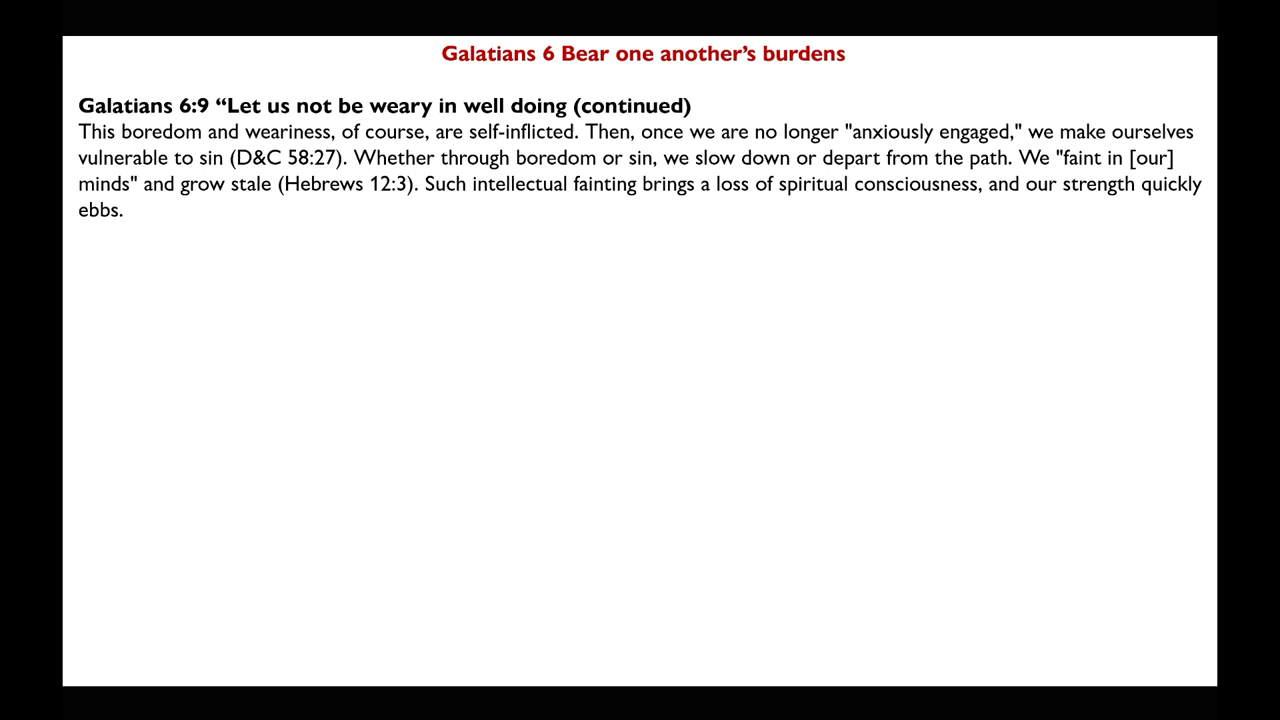 Galatians 6 Bear one another’s burdens
Galatians 6:9 “Let us not be weary in well doing (continued)
This boredom and weariness, of course, are self-inflicted. Then, once we are no longer "anxiously engaged," we make ourselves
vulnerable to sin (D&C 58:27). Whether through boredom or sin, we slow down or depart from the path. We "faint in [our]
minds" and grow stale (Hebrews 12:3). Such intellectual fainting brings a loss of spiritual consciousness, and our strength quickly
ebbs.